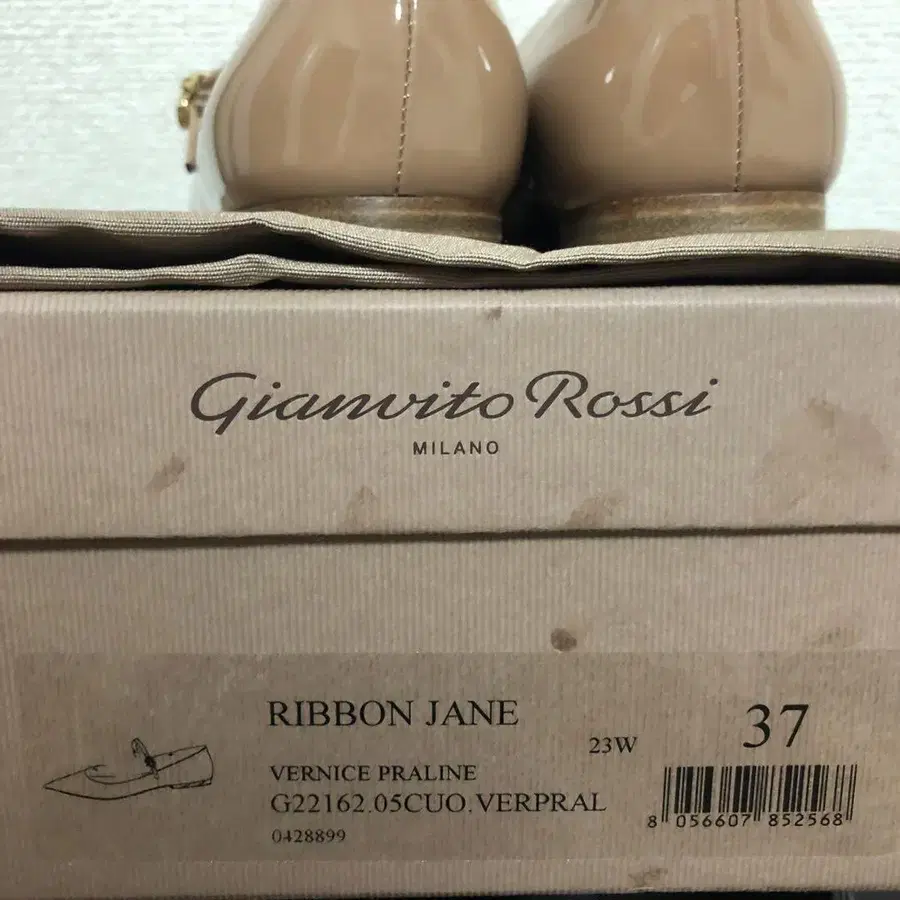 Gianvito Rossi
MILANO
RIBBON JANE
23W
37
VERNICE PRALINE
G22162.05CUO.VERPRAL
0428899
8 056607 852568